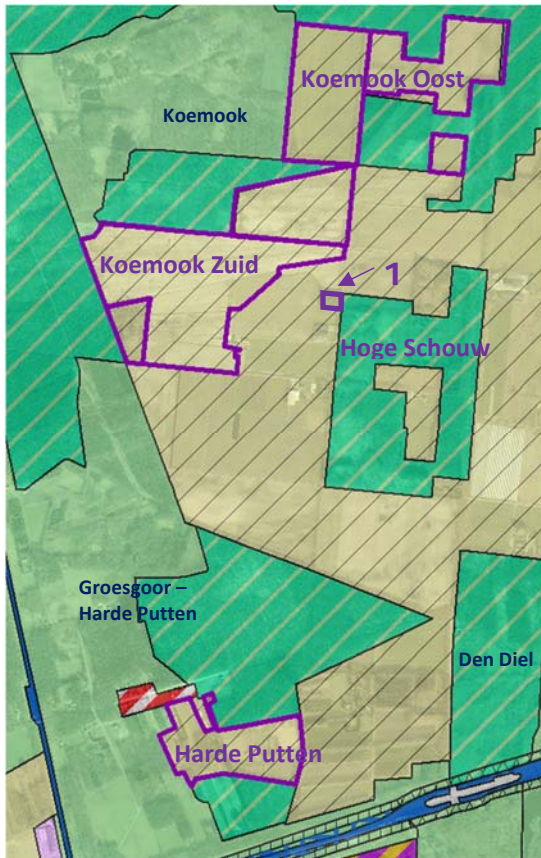 Koemook Oost
Koemook
Koemook Zuid
1
Hoge Schouw
Groesgoor –
Harde Putten
Den Diel
Harde Putten